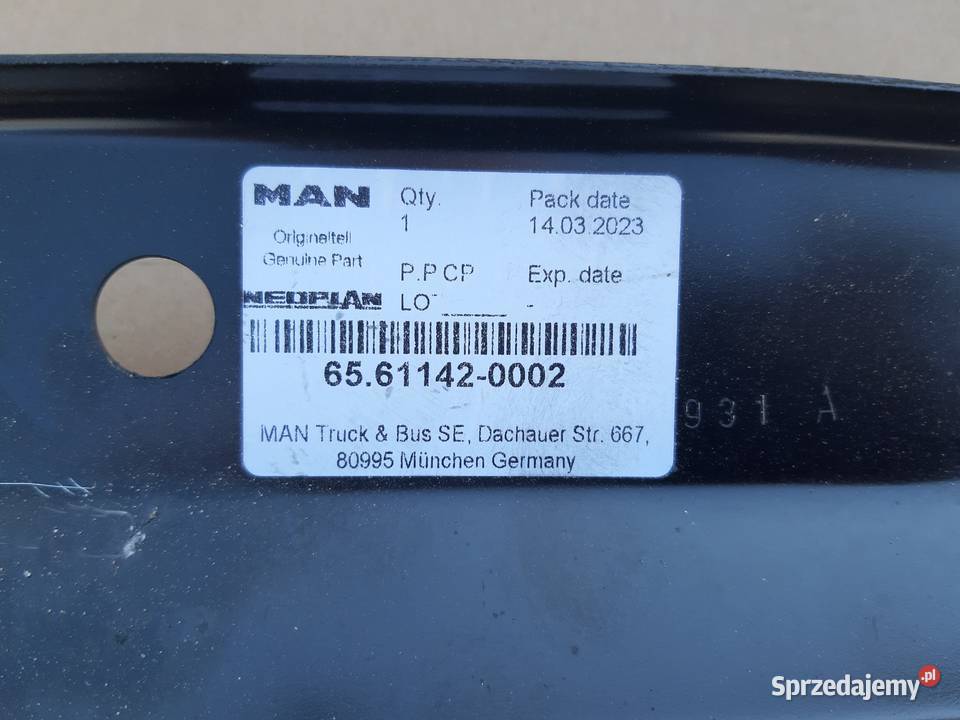 MAN
Qty.
1
Pack date
14.03.2023
Originalteil
Genuine Part
P.P CP
Exp. date
NEOPLAN
LOT
-
65.61142-0002
MAN Truck & Bus SE, Dachauer Str. 667,
80995 München Germany
931 A
Sprzedajemy.pl